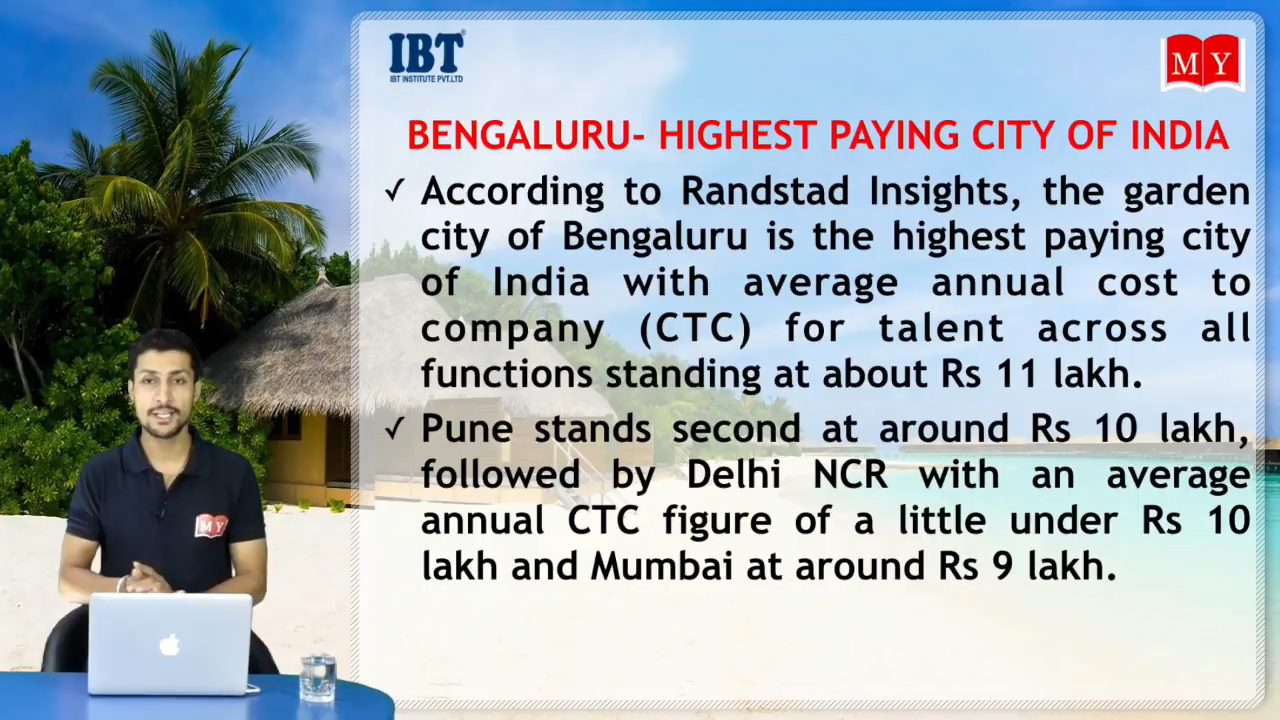 IBT
IBT INSTITUTE PVT.LTD
MY
BENGALURU- HIGHEST PAYING CITY OF INDIA
✓ According to Randstad Insights, the garden
city of Bengaluru is the highest paying city
of India with average annual cost to
company (CTC) for talent across all
functions standing at about Rs 11 lakh.
✓ Pune stands second at around Rs 10 lakh,
followed by Delhi NCR with an average
annual CTC figure of a little under Rs 10
lakh and Mumbai at around Rs 9 lakh.
MY